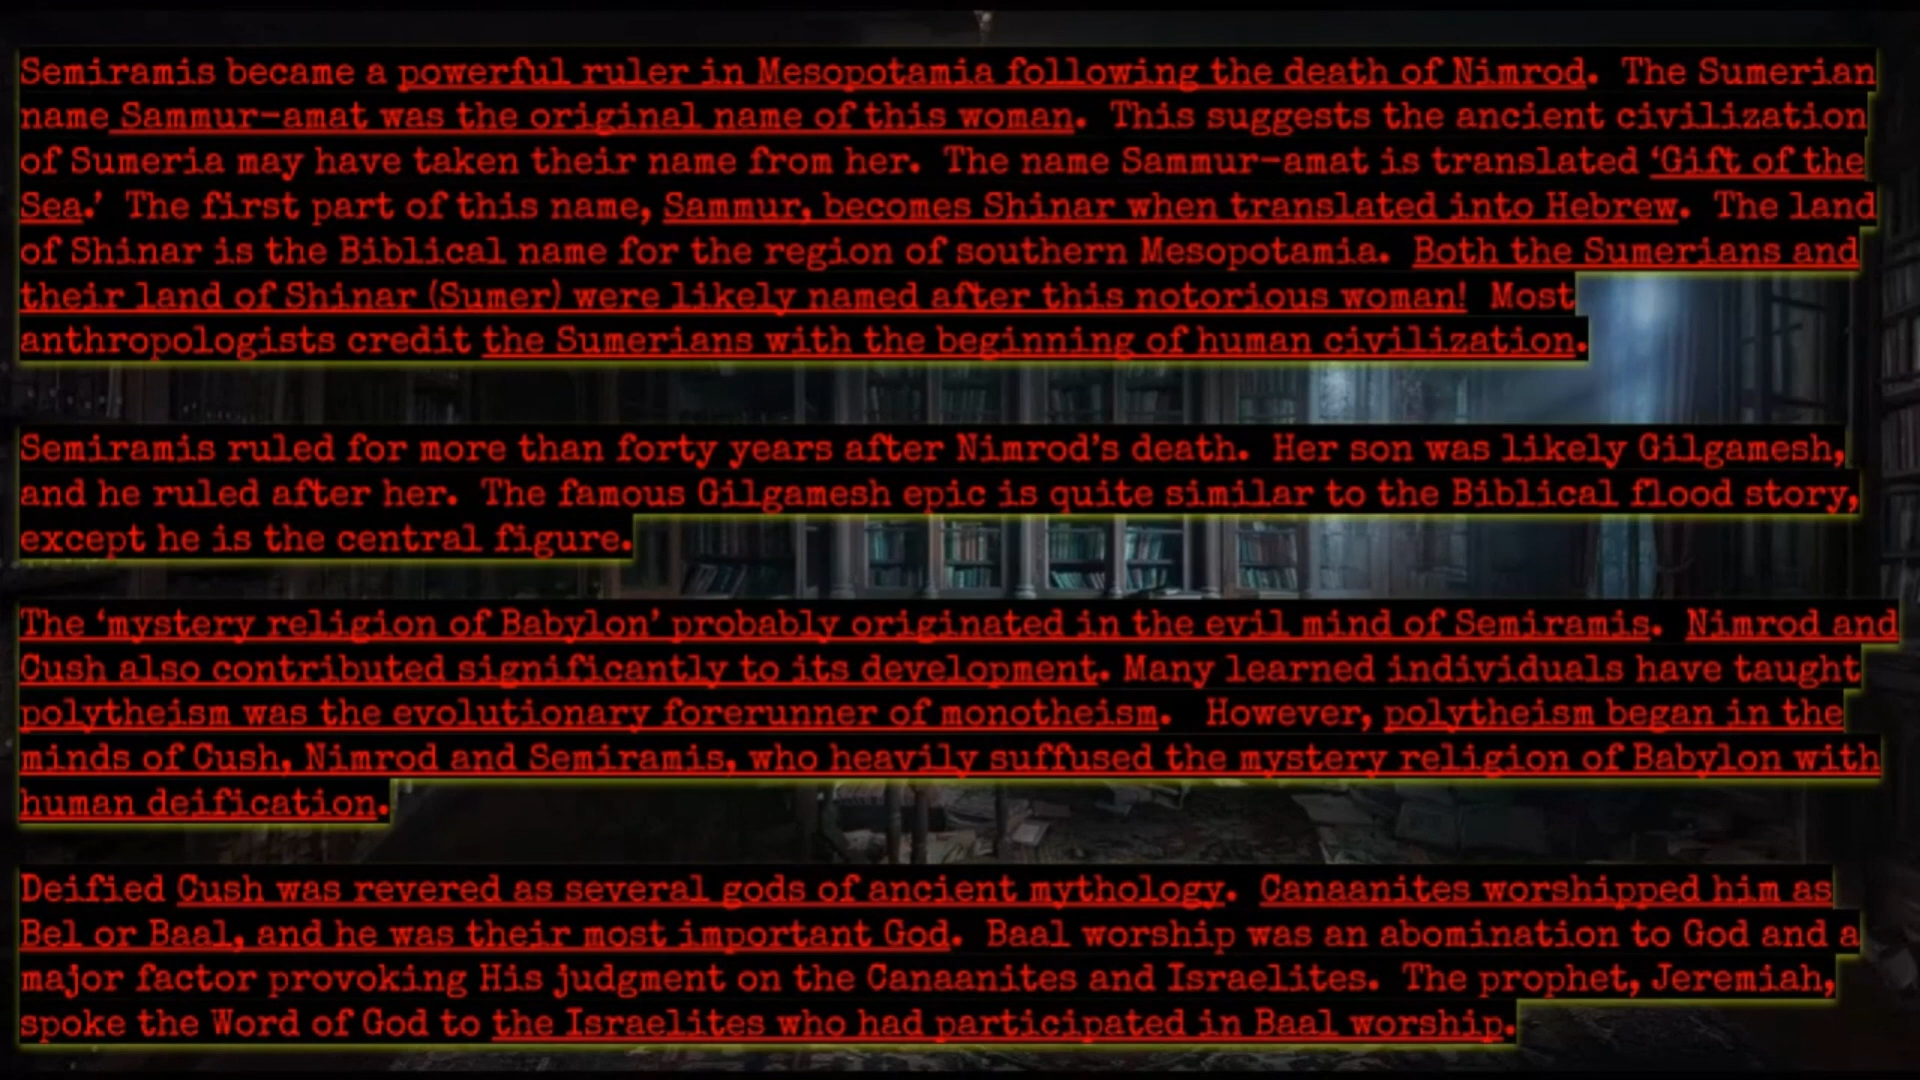 Semiramis became a powerful ruler in Mesopotamia following the death of Nimrod. The Sumerian
name Sammur-amat was the original name of this woman. This suggests the ancient civilization
of Sumeria may have taken their name from her. The name Sammur-amat is translated ‘Gift of the
Sea.’ The first part of this name, Sammur, becomes Shinar when translated into Hebrew. The land
of Shinar is the Biblical name for the region of southern Mesopotamia. Both the Sumerians and
their land of Shinar (Sumer) were likely named after this notorious woman! Most
anthropologists credit the Sumerians with the beginning of human civilization.
Semiramis ruled for more than forty years after Nimrod’s death. Her son was likely Gilgamesh,
and he ruled after her. The famous Gilgamesh epic is quite similar to the Biblical flood story,
except he is the central figure.
The ‘mystery religion of Babylon’ probably originated in the evil mind of Semiramis. Nimrod and
Cush also contributed significantly to its development. Many learned individuals have taught
polytheism was the evolutionary forerunner of monotheism. However, polytheism began in the
minds of Cush, Nimrod and Semiramis, who heavily suffused the mystery religion of Babylon with
human deification.
Deified Cush was revered as several gods of ancient mythology. Canaanites worshipped him as
Bel or Baal, and he was their most important God. Baal worship was an abomination to God and a
major factor provoking His judgment on the Canaanites and Israelites. The prophet, Jeremiah,
spoke the Word of God to the Israelites who had participated in Baal worship.